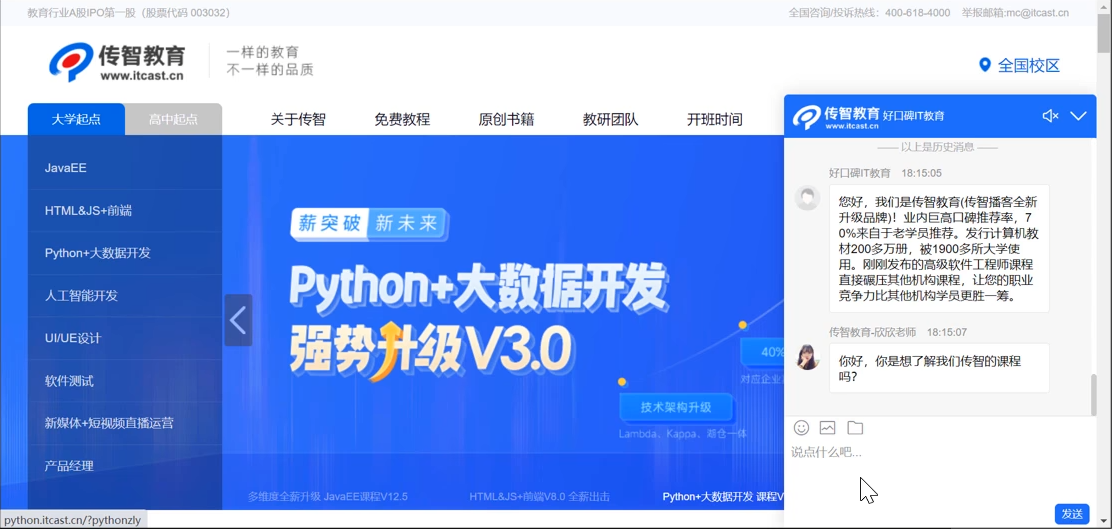 教育行业A股IPO第一股（股票代码 003032）
全国咨询/投诉热线：400-618-4000 举报邮箱:mc@itcast.cn
传智教育
www.itcast.cn
一样的教育
不一样的品质
全国校区
大学起点
高中起点
关于传智
免费教程
原创书籍
教研团队
开班时间
JavaEE
HTML&JS+前端
Python+大数据开发
人工智能开发
UI/UE设计
软件测试
新媒体+短视频直播运营
产品经理
薪突破 新未来
Python+大数据开发
强势升级V3.0
40%
技术架构升级
Lambda、Kappa、湖仓一体
多维度全新升级 JavaEE课程V12.5
HTML&JS+前端V8.0 全新出击
Python+大数据开发 课程V
传智教育
www.itcast.cn
好口碑IT教育
以上是历史消息
好口碑IT教育 18:15:05
您好，我们是传智教育(传智播客全新
升级品牌)！业内巨高口碑推荐率，7
0%来自于老学员推荐。发行计算机教
材200多万册，被1900多所大学使
用。刚刚发布的高级软件工程师课程
直接碾压其他机构课程，让您的职业
竞争力比其他机构学员更胜一筹。
传智教育-欣欣老师 18:15:07
你好，你是想了解我们传智的课程
吗？
说点什么吧...
发送
python.itcast.cn/?pythonzly